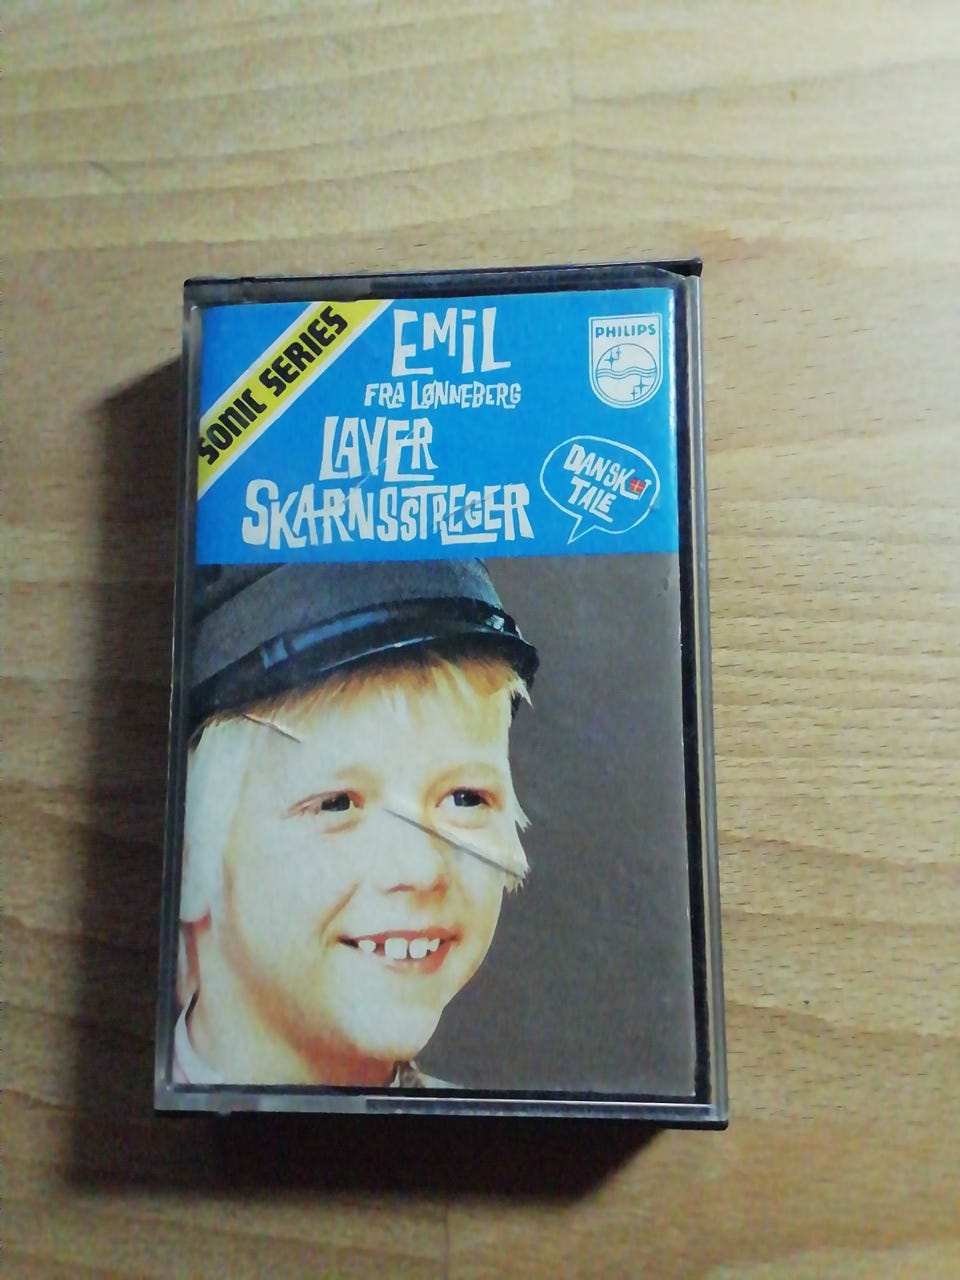 SONIC SERIES
EMIL
FRA LØNNEBERG
LAVER
SKARNSSTREGER
PHILIPS
DANSK
TALE